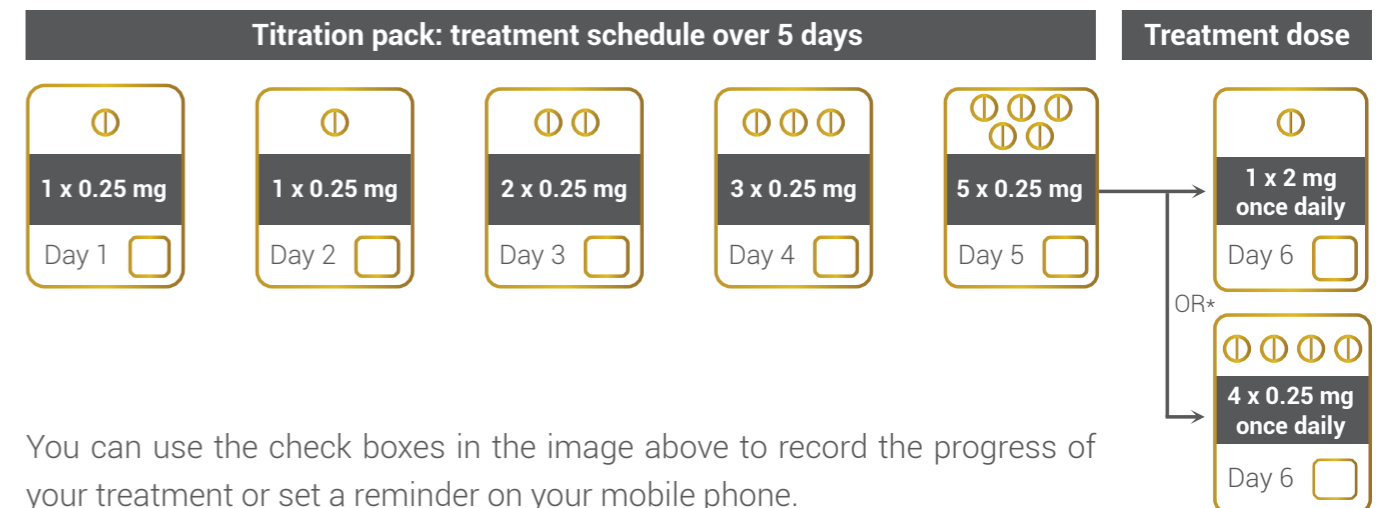 Titration pack: treatment schedule over 5 days
Treatment dose
1 x 0.25 mg
Day 1
1 x 0.25 mg
Day 2
2 x 0.25 mg
Day 3
3 x 0.25 mg
Day 4
5 x 0.25 mg
Day 5
1 x 2 mg
once daily
Day 6
OR*
4 x 0.25 mg
once daily
Day 6
You can use the check boxes in the image above to record the progress of
your treatment or set a reminder on your mobile phone.